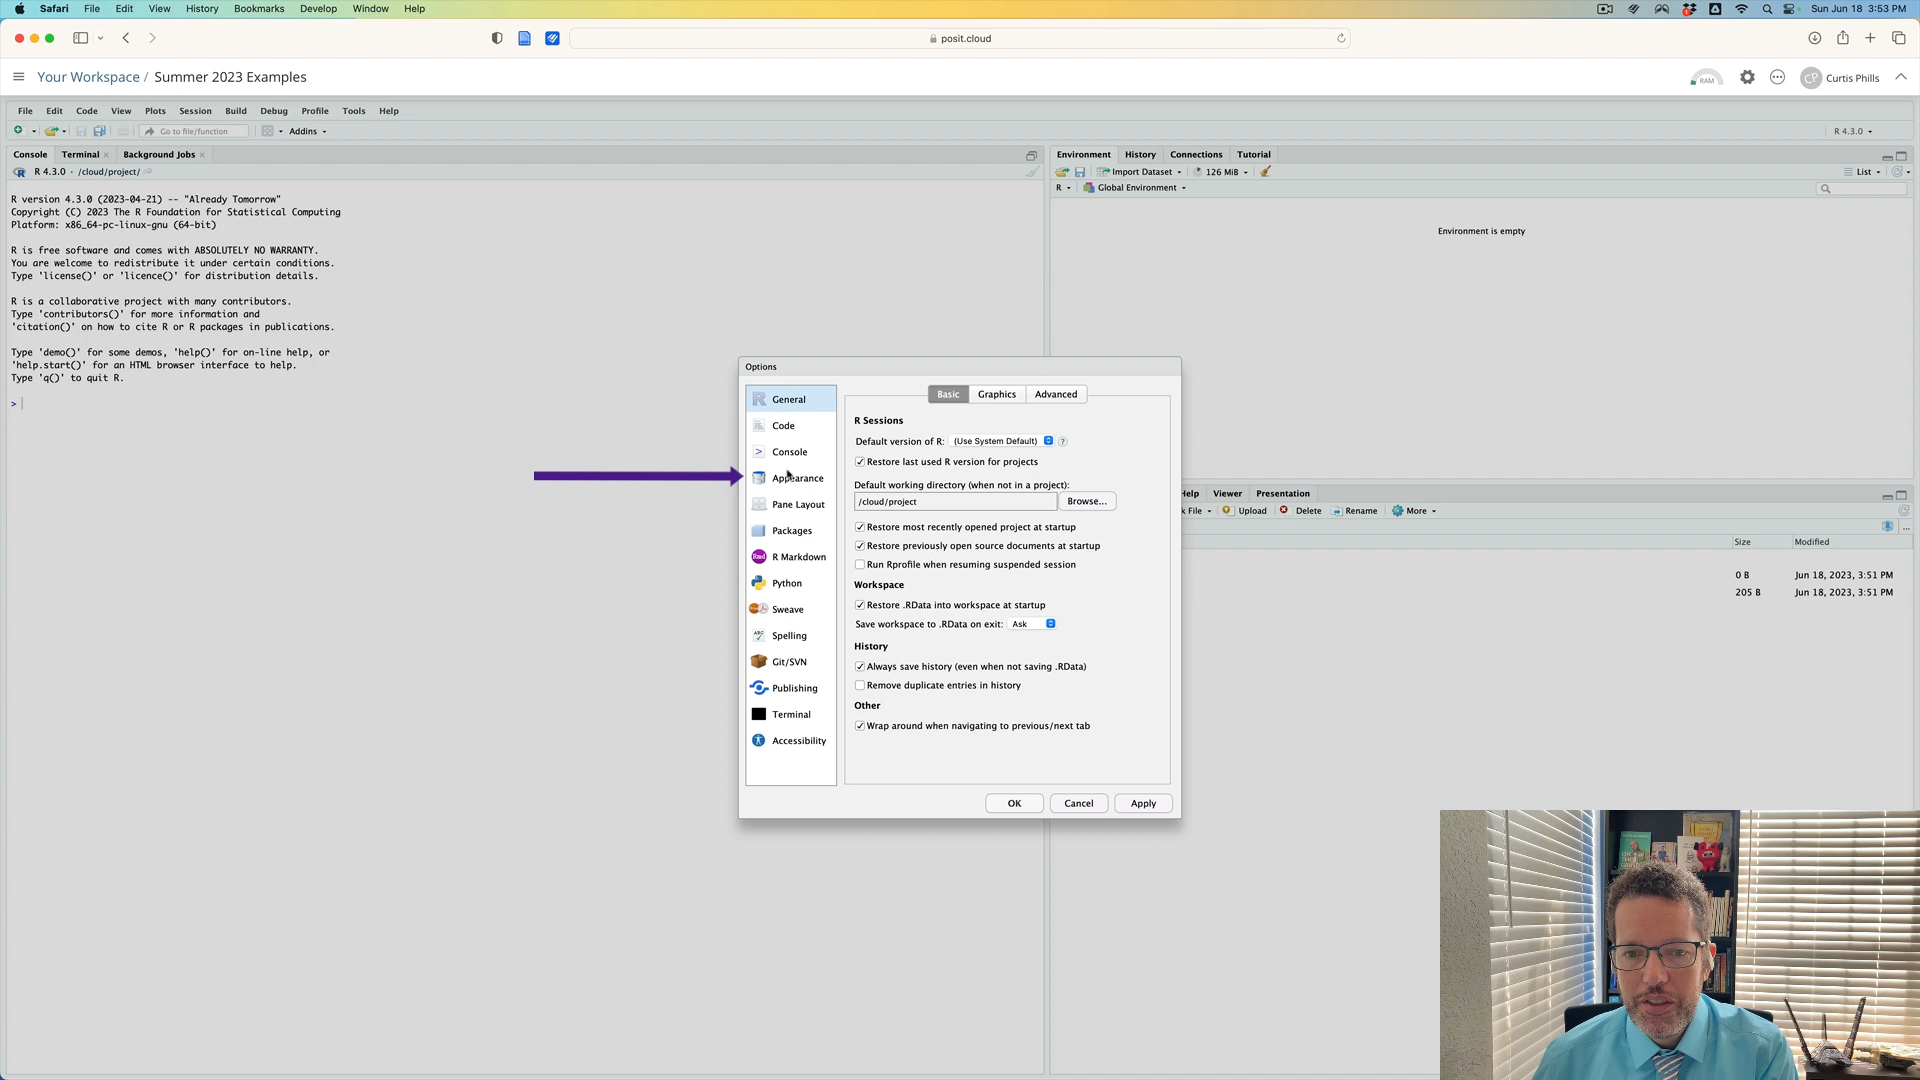 Safari File Edit View History Bookmarks Develop Window Help Sun Jun 18 3:53 PM
posit.cloud
Your Workspace / Summer 2023 Examples RAM CP Curtis Phills
File Edit Code View Plots Session Build Debug Profile Tools Help
Go to file/function Addins R 4.3.0
Console Terminal Background Jobs
R 4.3.0 · /cloud/project/
R version 4.3.0 (2023-04-21) -- "Already Tomorrow"
Copyright (C) 2023 The R Foundation for Statistical Computing
Platform: x86_64-pc-linux-gnu (64-bit)
R is free software and comes with ABSOLUTELY NO WARRANTY.
You are welcome to redistribute it under certain conditions.
Type 'license()' or 'licence()' for distribution details.
R is a collaborative project with many contributors.
Type 'contributors()' for more information and
'citation()' on how to cite R or R packages in publications.
Type 'demo()' for some demos, 'help()' for on-line help, or
'help.start()' for an HTML browser interface to help.
Type 'q()' to quit R.
>
Environment History Connections Tutorial
Import Dataset 126 MiB List
R Global Environment
Environment is empty
Options
General
Code
Console
Appearance
Pane Layout
Packages
R Markdown
Python
Sweave
Spelling
Git/SVN
Publishing
Terminal
Accessibility
Basic Graphics Advanced
R Sessions
Default version of R: (Use System Default) ?
Restore last used R version for projects
Default working directory (when not in a project):
/cloud/project Browse...
Restore most recently opened project at startup
Restore previously open source documents at startup
Run Rprofile when resuming suspended session
Workspace
Restore .RData into workspace at startup
Save workspace to .RData on exit: Ask
History
Always save history (even when not saving .RData)
Remove duplicate entries in history
Other
Wrap around when navigating to previous/next tab
OK Cancel Apply
Help Viewer Presentation
k File Upload Delete Rename More
...
Size Modified
0 B Jun 18, 2023, 3:51 PM
205 B Jun 18, 2023, 3:51 PM